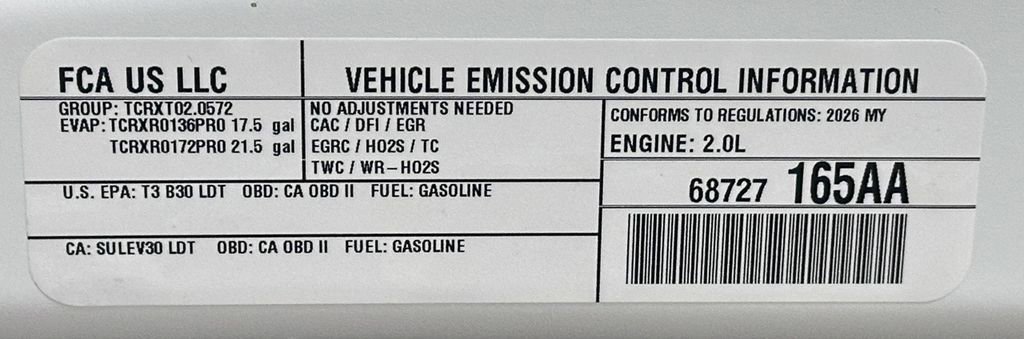 FCA US LLC
VEHICLE EMISSION CONTROL INFORMATION
GROUP: TCRXT02.0572
EVAP: TCRXR0136PR0 17.5 gal
TCRXR0172PR0 21.5 gal
NO ADJUSTMENTS NEEDED
CAC / DFI / EGR
EGRC / HO2S / TC
TWC / WR-HO2S
CONFORMS TO REGULATIONS: 2026 MY
ENGINE: 2.0L
68727 165AA
U.S. EPA: T3 B30 LDT OBD: CA OBD II FUEL: GASOLINE
CA: SULEV30 LDT OBD: CA OBD II FUEL: GASOLINE